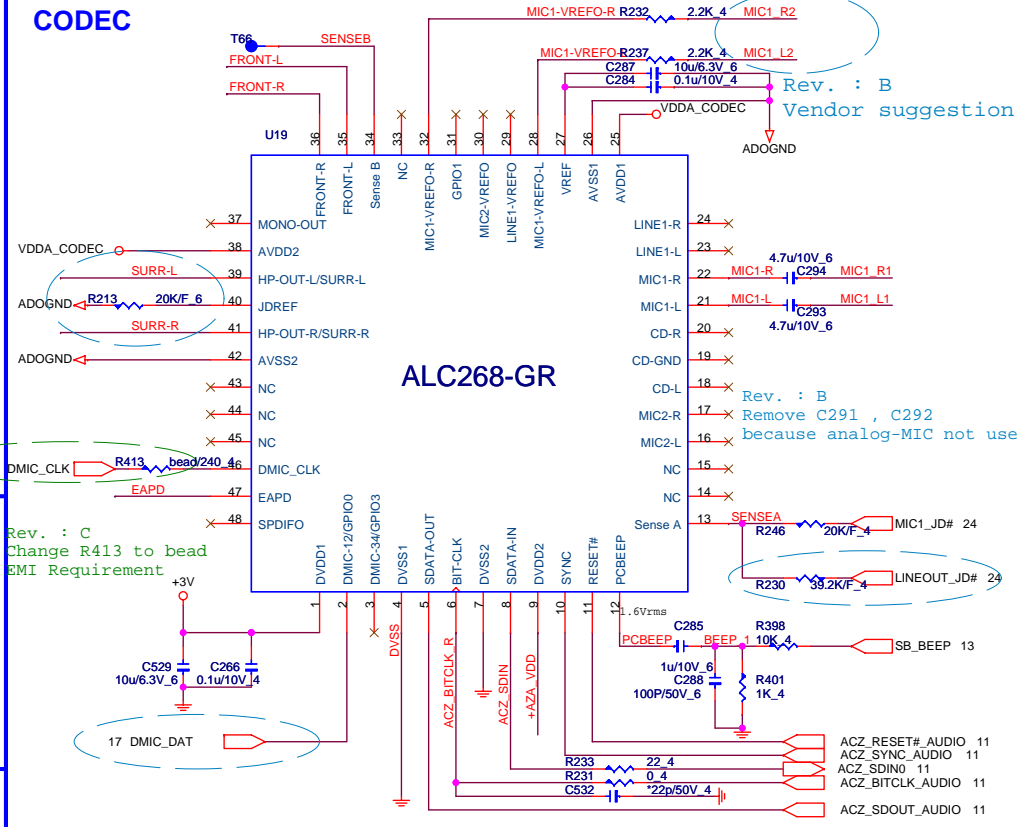 CODEC
MIC1-VREFO-R R232 2.2K_4 MIC1_R2
T66 SENSEB
FRONT-L
FRONT-R
MIC1-VREFO-L R237 2.2K_4 MIC1_L2
C287 10u/6.3V_6
C284 0.1u/10V_4
Rev. : B
Vendor suggestion
VDDA_CODEC
ADOGND
U19
36 35 34 33 32 31 30 29 28 27 26 25
FRONT-R
FRONT-L
Sense B
NC
MIC1-VREFO-R
GPIO1
MIC2-VREFO
LINE1-VREFO
MIC1-VREFO-L
VREF
AVSS1
AVDD1
37 MONO-OUT
VDDA_CODEC 38 AVDD2
SURR-L 39 HP-OUT-L/SURR-L
ADOGND R213 20K/F_6 40 JDREF
SURR-R 41 HP-OUT-R/SURR-R
ADOGND 42 AVSS2
43 NC
44 NC
45 NC
DMIC_CLK R413 bead/240_4 46 DMIC_CLK
EAPD 47 EAPD
48 SPDIFO
ALC268-GR
LINE1-R 24
LINE1-L 23
MIC1-R 22 MIC1-R 4.7u/10V_6 C294 MIC1_R1
MIC1-L 21 MIC1-L C293 4.7u/10V_6 MIC1_L1
CD-R 20
CD-GND 19
CD-L 18
MIC2-R 17
MIC2-L 16
NC 15
NC 14
Sense A 13 SENSEA
Rev. : B
Remove C291 , C292
because analog-MIC not use
R246 20K/F_4 MIC1_JD# 24
R230 39.2K/F_4 LINEOUT_JD# 24
Rev. : C
Change R413 to bead
EMI Requirement
DVDD1
DMIC-12/GPIO0
DMIC-34/GPIO3
DVSS1
SDATA-OUT
BIT-CLK
DVSS2
SDATA-IN
DVDD2
SYNC
RESET#
PCBEEP
1 2 3 4 5 6 7 8 9 10 11 12
1.6Vrms
+3V
C529 10u/6.3V_6
C266 0.1u/10V_4
DVSS
ACZ_BITCLK_R
ACZ_SDIN
+AZA_VDD
PCBEEP C285 1u/10V_6 BEEP_1 R398 10K_4 SB_BEEP 13
C288 100P/50V_6
R401 1K_4
17 DMIC_DAT
ACZ_RESET#_AUDIO 11
ACZ_SYNC_AUDIO 11
R233 22_4 ACZ_SDIN0 11
R231 0_4 ACZ_BITCLK_AUDIO 11
C532 *22p/50V_4
ACZ_SDOUT_AUDIO 11